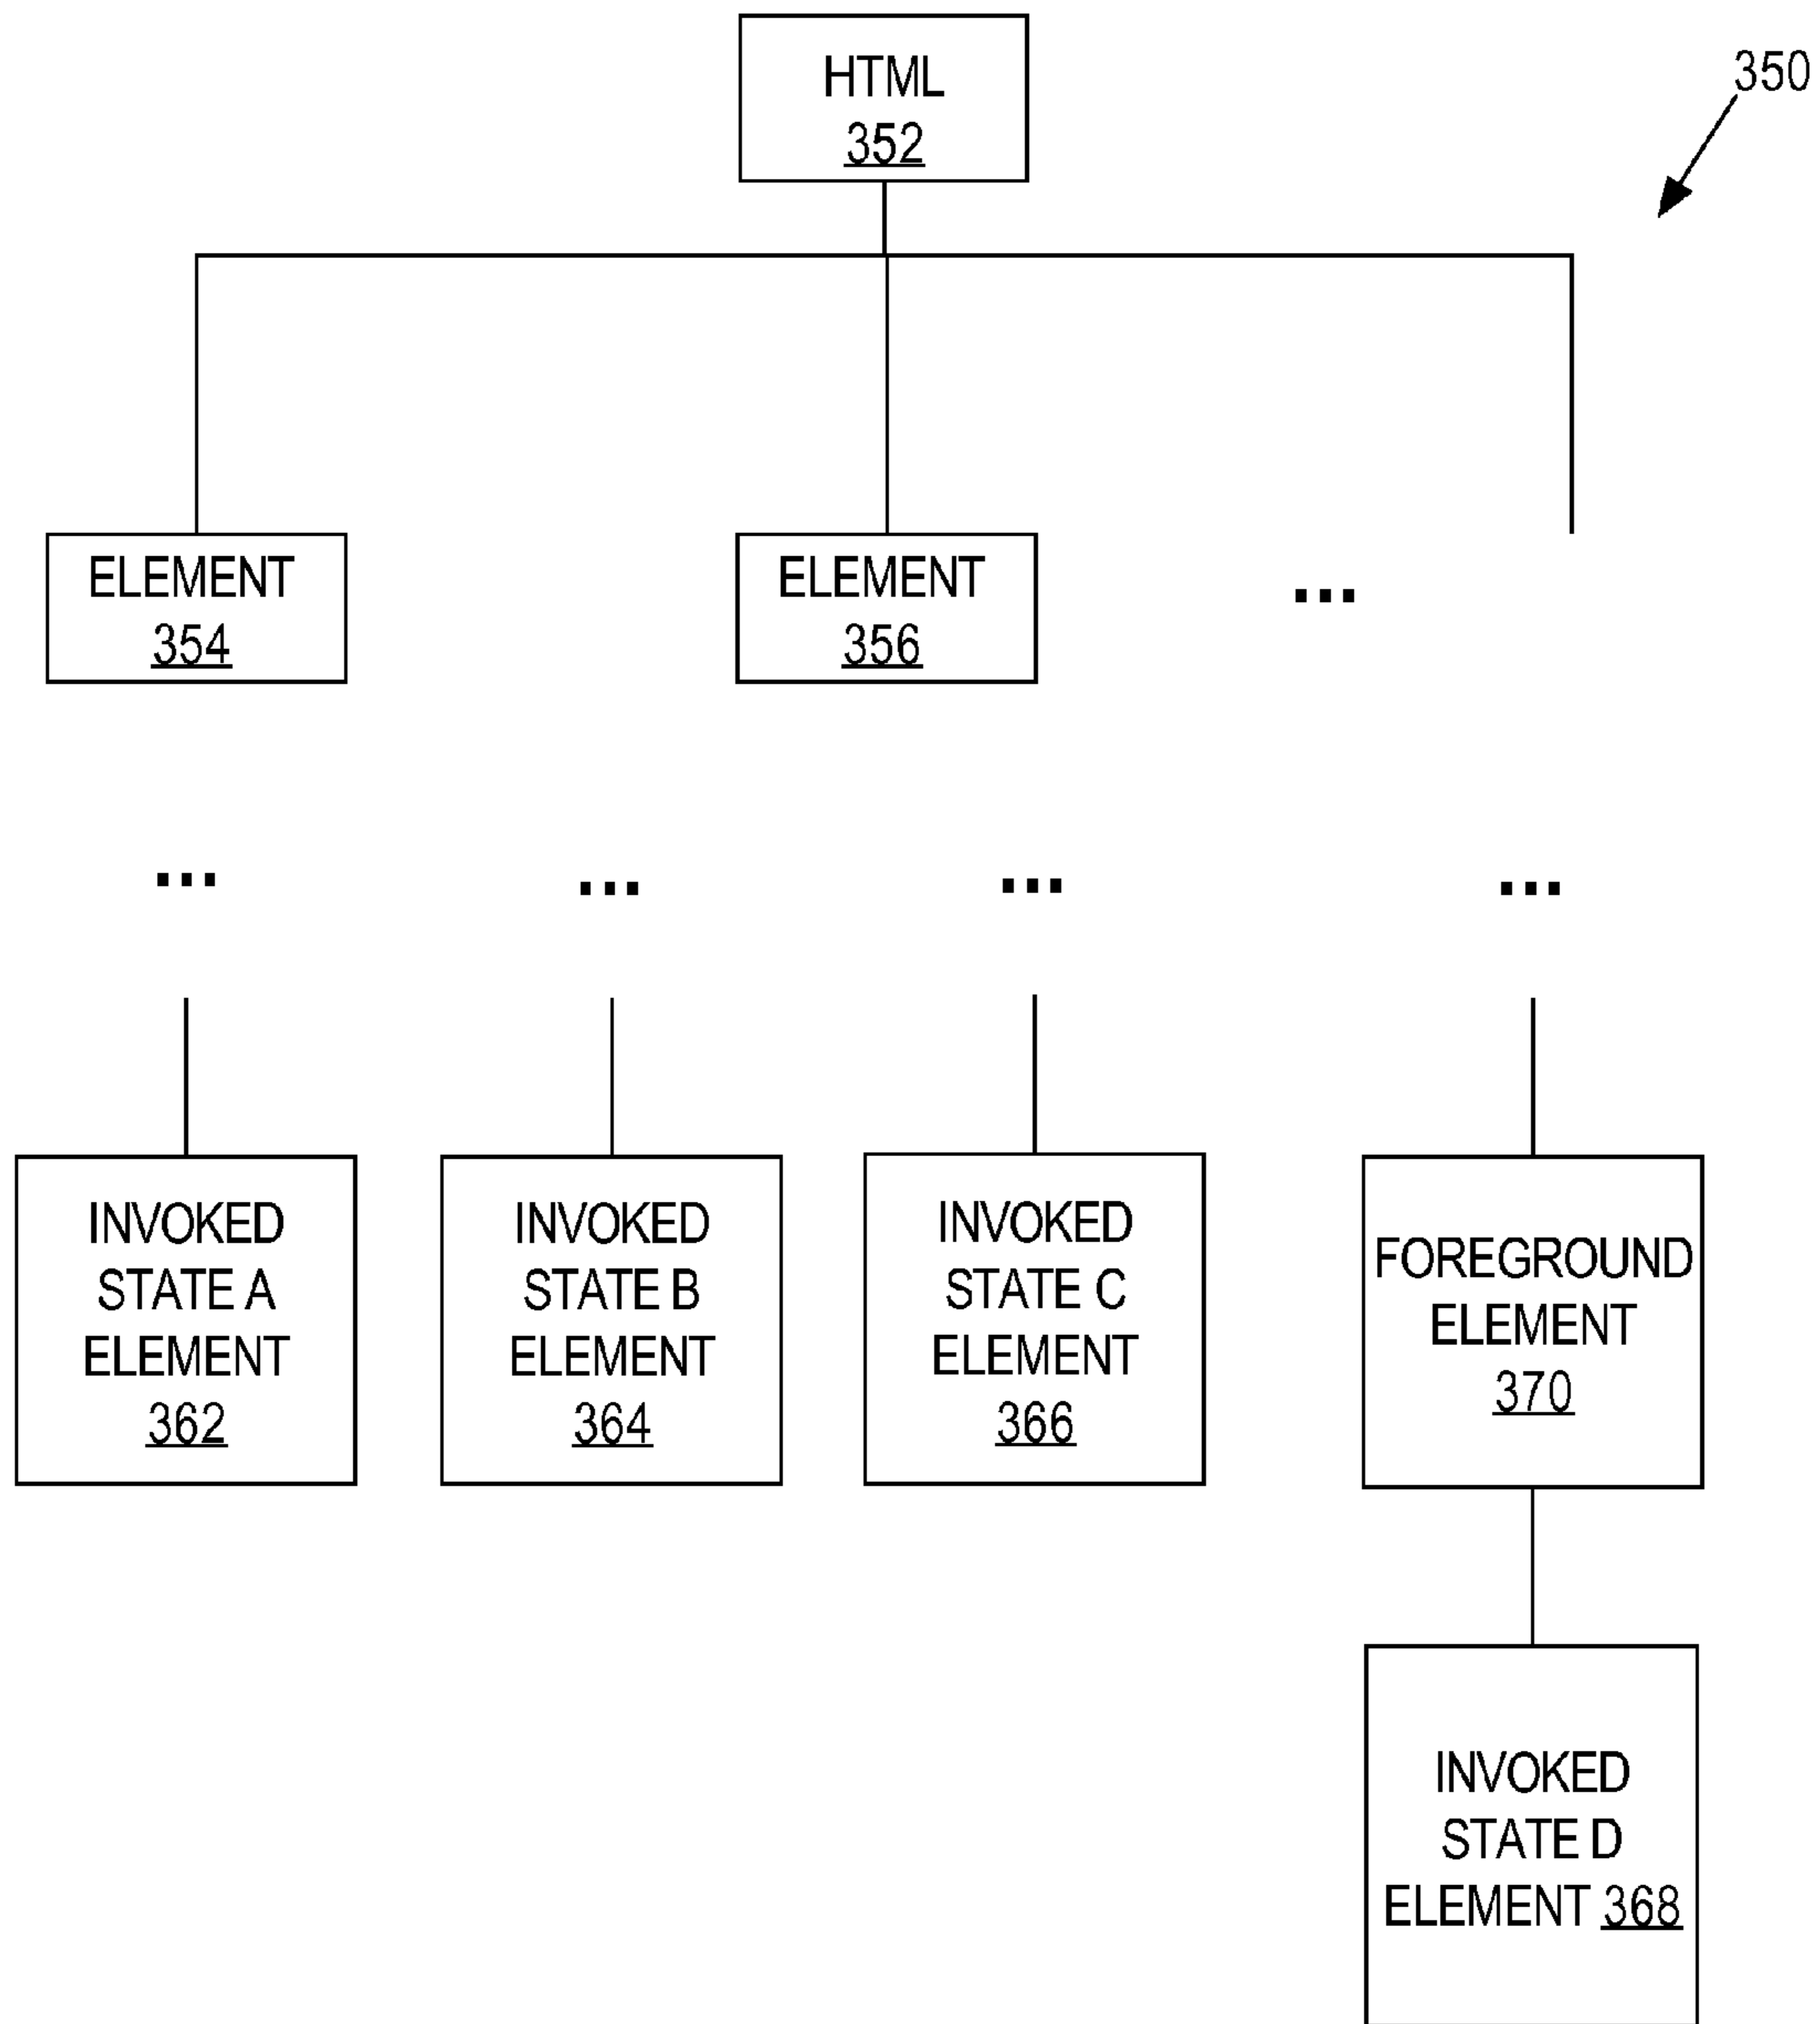 HTML
352
350
ELEMENT
354
ELEMENT
356
...
...
...
...
...
INVOKED
STATE A
ELEMENT
362
INVOKED
STATE B
ELEMENT
364
INVOKED
STATE C
ELEMENT
366
FOREGROUND
ELEMENT
370
INVOKED
STATE D
ELEMENT 368